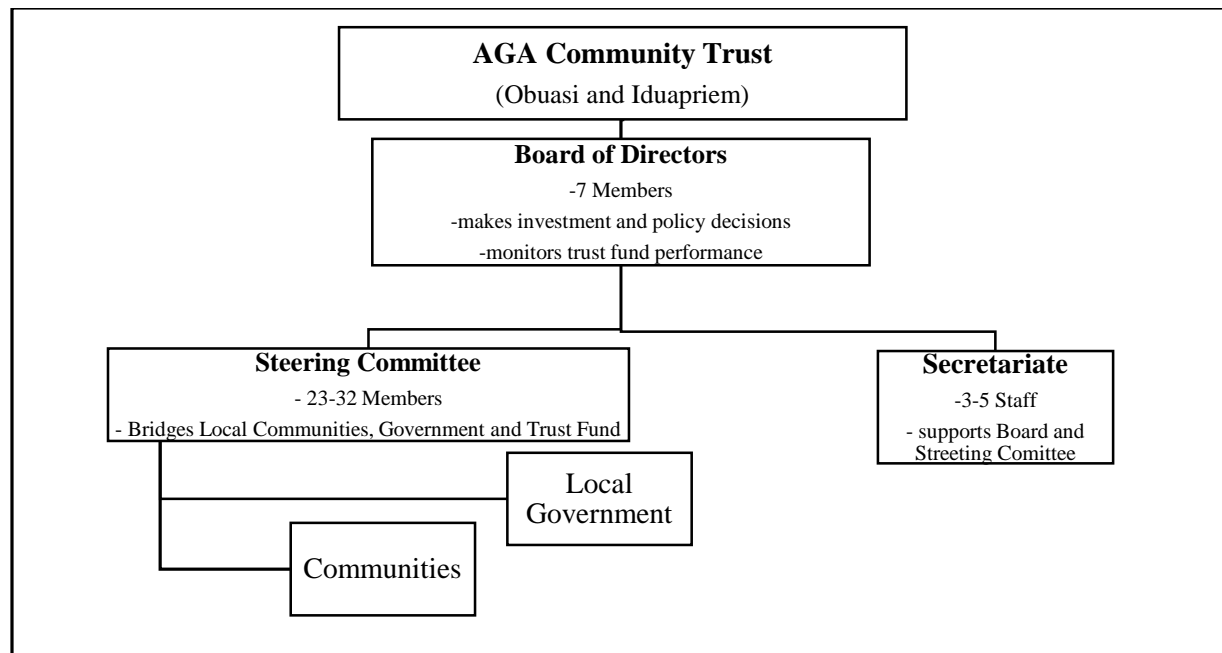 AGA Community Trust
(Obuasi and Iduapriem)
Board of Directors
-7 Members
-makes investment and policy decisions
-monitors trust fund performance
Steering Committee
- 23-32 Members
- Bridges Local Communities, Government and Trust Fund
Secretariate
-3-5 Staff
- supports Board and
Streeting Comittee
Local
Government
Communities